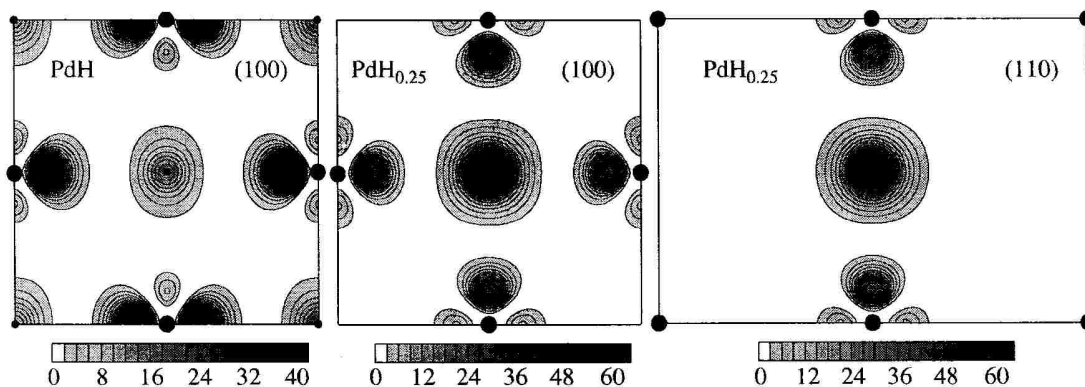 PdH (100)
PdH0.25 (100)
PdH0.25 (110)
0 8 16 24 32 40
0 12 24 36 48 60
0 12 24 36 48 60